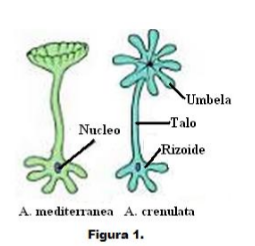 Umbela
Talo
Nucleo
Rizoide
A. mediterranea A. crenulata
Figura 1.